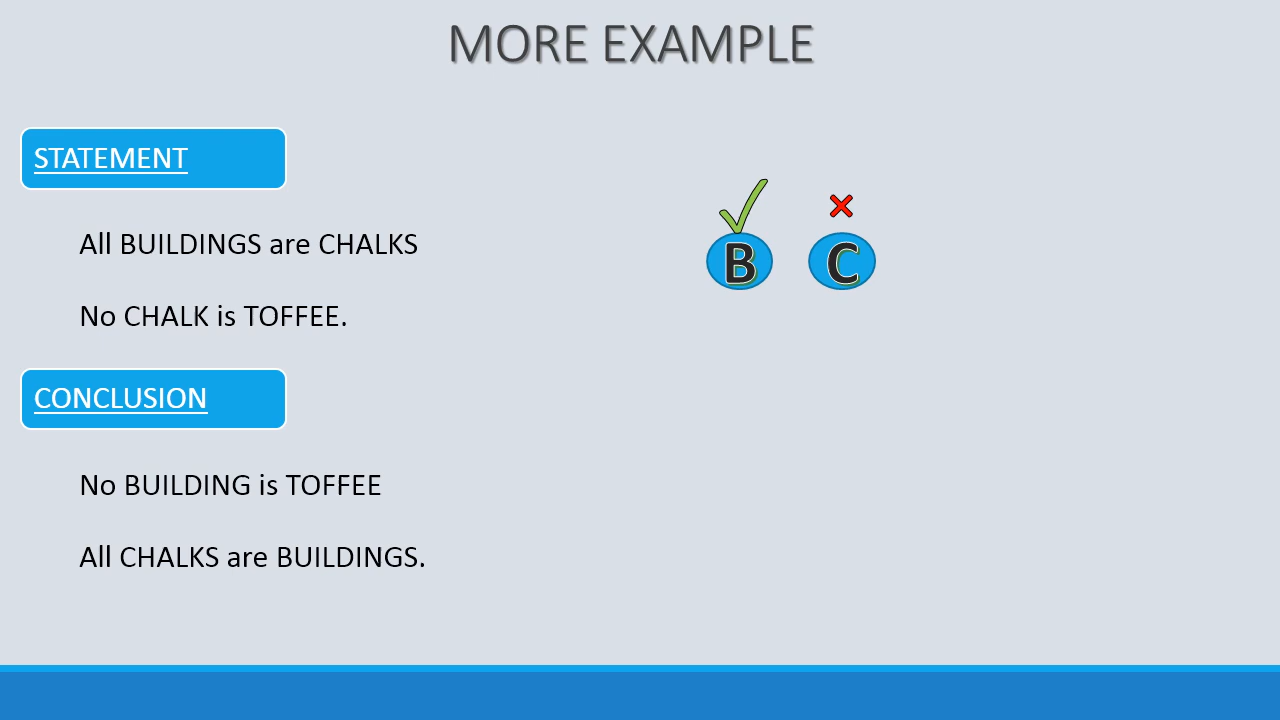 MORE EXAMPLE
STATEMENT
All BUILDINGS are CHALKS
No CHALK is TOFFEE.
B C
CONCLUSION
No BUILDING is TOFFEE
All CHALKS are BUILDINGS.